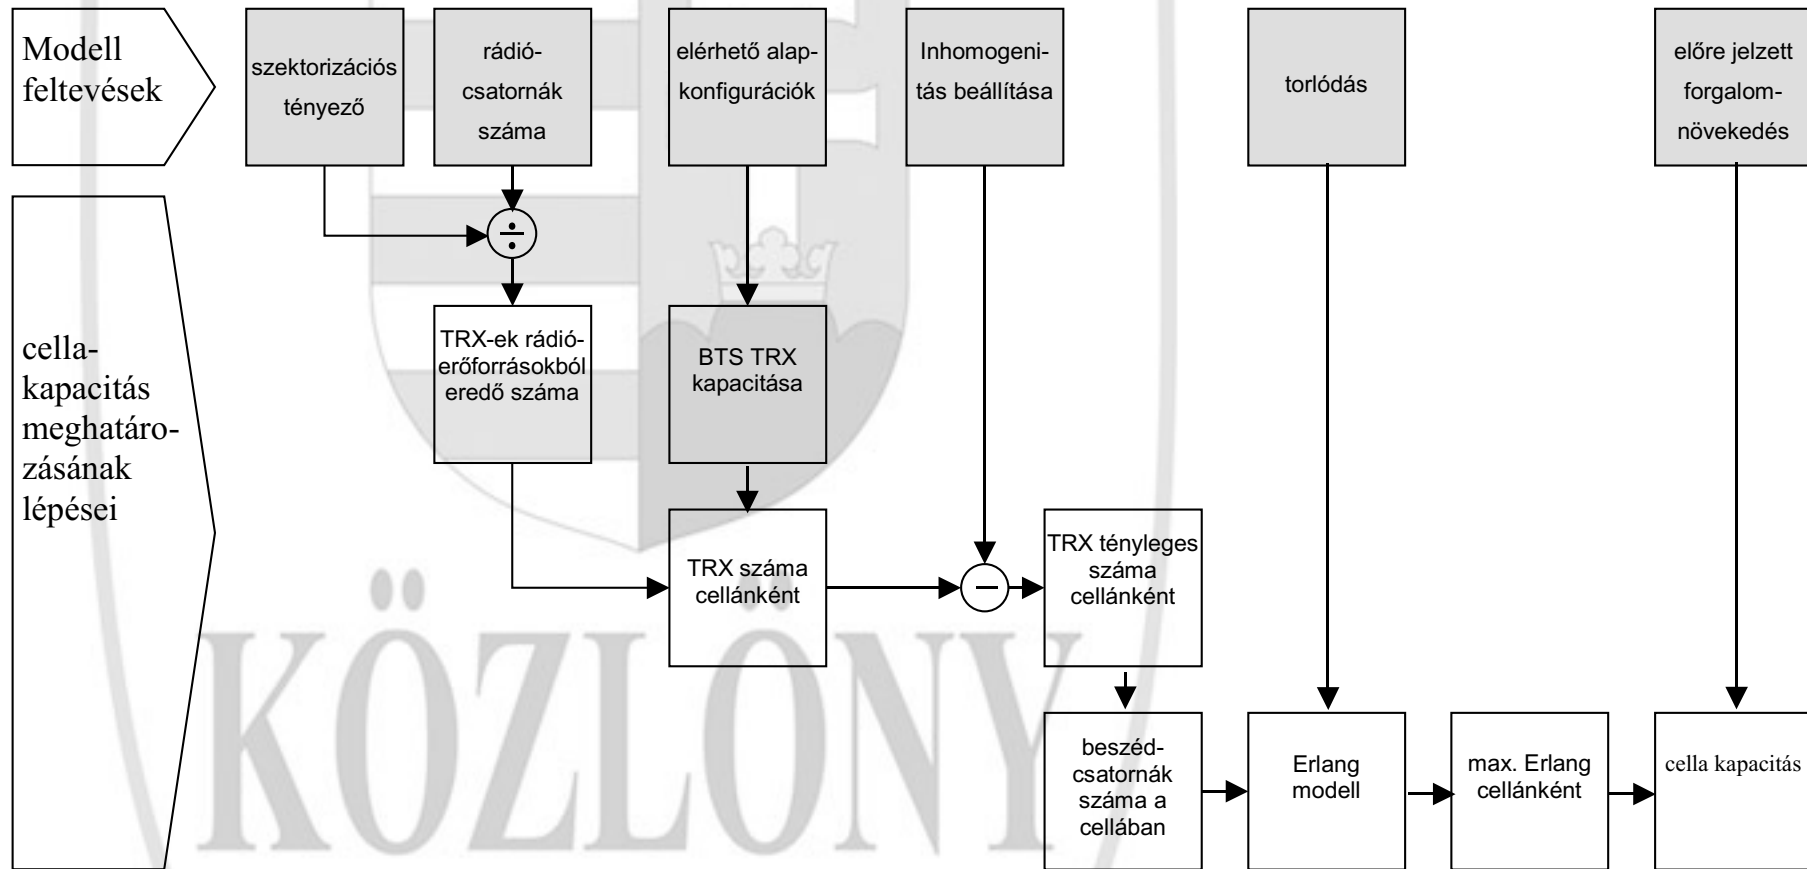 Modell
feltevések
szektorizációs
tényező
rádió-
csatornák
száma
elérhető alap-
konfigurációk
Inhomogeni-
tás beállítása
torlódás
előre jelzett
forgalom-
növekedés
÷
cella-
kapacitás
meghatáro-
zásának
lépései
TRX-ek rádió-
erőforrásokból
eredő száma
BTS TRX
kapacitása
TRX száma
cellánként
–
TRX tényleges
száma
cellánként
beszéd-
csatornák
száma a
cellában
Erlang
modell
max. Erlang
cellánként
cella kapacitás
KÖZLÖNY